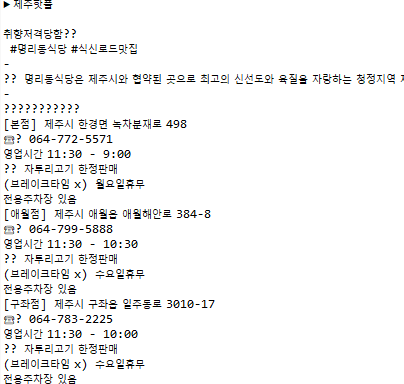 ▶ 제주핫플
취향저격당함??
#명리동식당 #식신로드맛집
-
?? 명리동식당은 제주시와 협약된 곳으로 최고의 신선도와 육질을 자랑하는 청정지역
-
???????????
[본점] 제주시 한경면 녹차분재로 498
☎? 064-772-5571
영업시간 11:30 - 9:00
?? 자투리고기 한정판매
(브레이크타임 x) 월요일휴무
전용주차장 있음
[애월점] 제주시 애월읍 애월해안로 384-8
☎? 064-799-5888
영업시간 11:30 - 10:30
?? 자투리고기 한정판매
(브레이크타임 x) 수요일휴무
전용주차장 있음
[구좌점] 제주시 구좌읍 일주동로 3010-17
☎? 064-783-2225
영업시간 11:30 - 10:00
?? 자투리고기 한정판매
(브레이크타임 x) 수요일휴무
전용주차장 있음